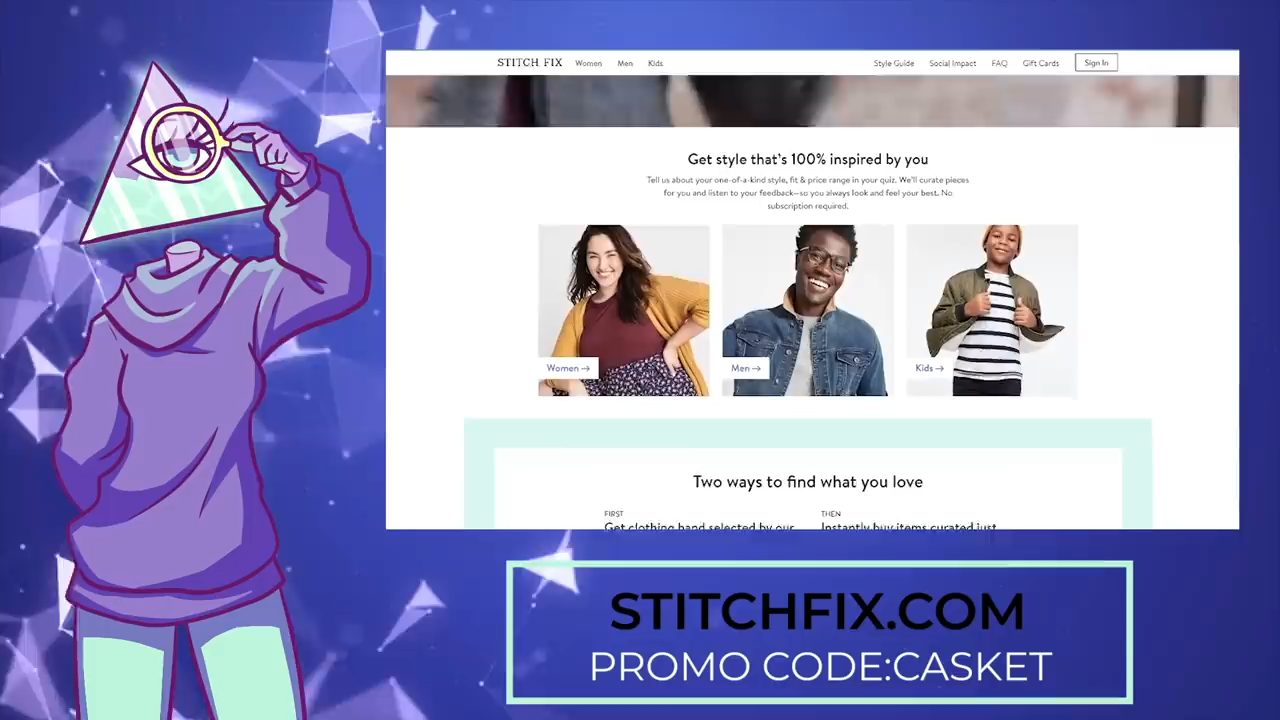 STITCH FIX Women Men Kids Style Guide Social Impact FAQ Gift Cards Sign In
Get style that's 100% inspired by you
Tell us about your one-of-a-kind style, fit & price range in your quiz. We'll curate pieces
for you and listen to your feedback—so you always look and feel your best. No
subscription required.
Women → Men → Kids →
Two ways to find what you love
FIRST THEN
Get clothing hand selected by our Instantly buy items curated just
STITCHFIX.COM
PROMO CODE:CASKET